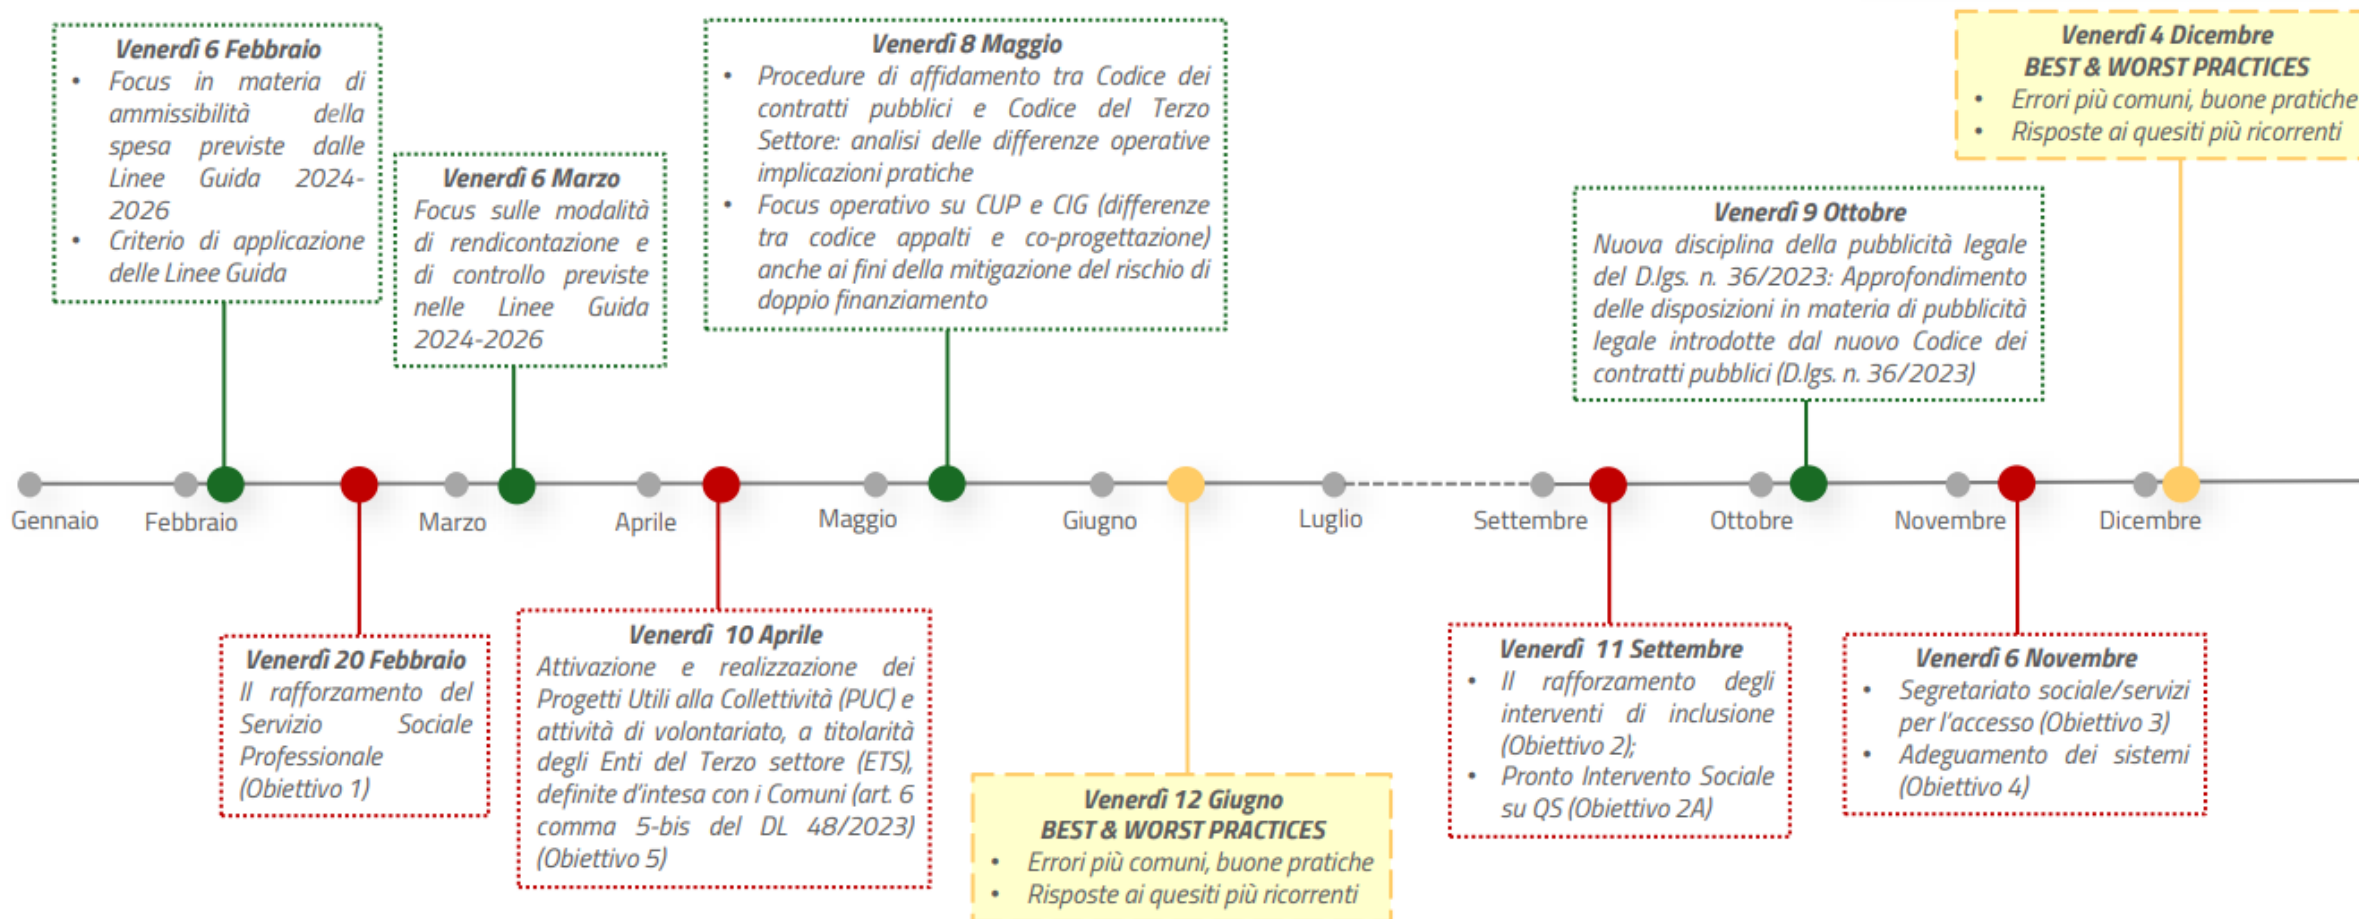 Venerdì 6 Febbraio
• Focus in materia di
ammissibilità della
spesa previste dalle
Linee Guida 2024-
2026
• Criterio di applicazione
delle Linee Guida
Venerdì 6 Marzo
Focus sulle modalità
di rendicontazione e
di controllo previste
nelle Linee Guida
2024-2026
Venerdì 8 Maggio
• Procedure di affidamento tra Codice dei
contratti pubblici e Codice del Terzo
Settore: analisi delle differenze operative
implicazioni pratiche
• Focus operativo su CUP e CIG (differenze
tra codice appalti e co-progettazione)
anche ai fini della mitigazione del rischio di
doppio finanziamento
Venerdì 9 Ottobre
Nuova disciplina della pubblicità legale
del D.lgs. n. 36/2023: Approfondimento
delle disposizioni in materia di pubblicità
legale introdotte dal nuovo Codice dei
contratti pubblici (D.lgs. n. 36/2023)
Venerdì 4 Dicembre
BEST & WORST PRACTICES
• Errori più comuni, buone pratiche
• Risposte ai quesiti più ricorrenti
Gennaio
Febbraio
Marzo
Aprile
Maggio
Giugno
Luglio
Settembre
Ottobre
Novembre
Dicembre
Venerdì 20 Febbraio
Il rafforzamento del
Servizio Sociale
Professionale
(Obiettivo 1)
Venerdì 10 Aprile
Attivazione e realizzazione dei
Progetti Utili alla Collettività (PUC) e
attività di volontariato, a titolarità
degli Enti del Terzo settore (ETS),
definite d'intesa con i Comuni (art. 6
comma 5-bis del DL 48/2023)
(Obiettivo 5)
Venerdì 12 Giugno
BEST & WORST PRACTICES
• Errori più comuni, buone pratiche
• Risposte ai quesiti più ricorrenti
Venerdì 11 Settembre
• Il rafforzamento degli
interventi di inclusione
(Obiettivo 2);
• Pronto Intervento Sociale
su QS (Obiettivo 2A)
Venerdì 6 Novembre
• Segretariato sociale/servizi
per l'accesso (Obiettivo 3)
• Adeguamento dei sistemi
(Obiettivo 4)